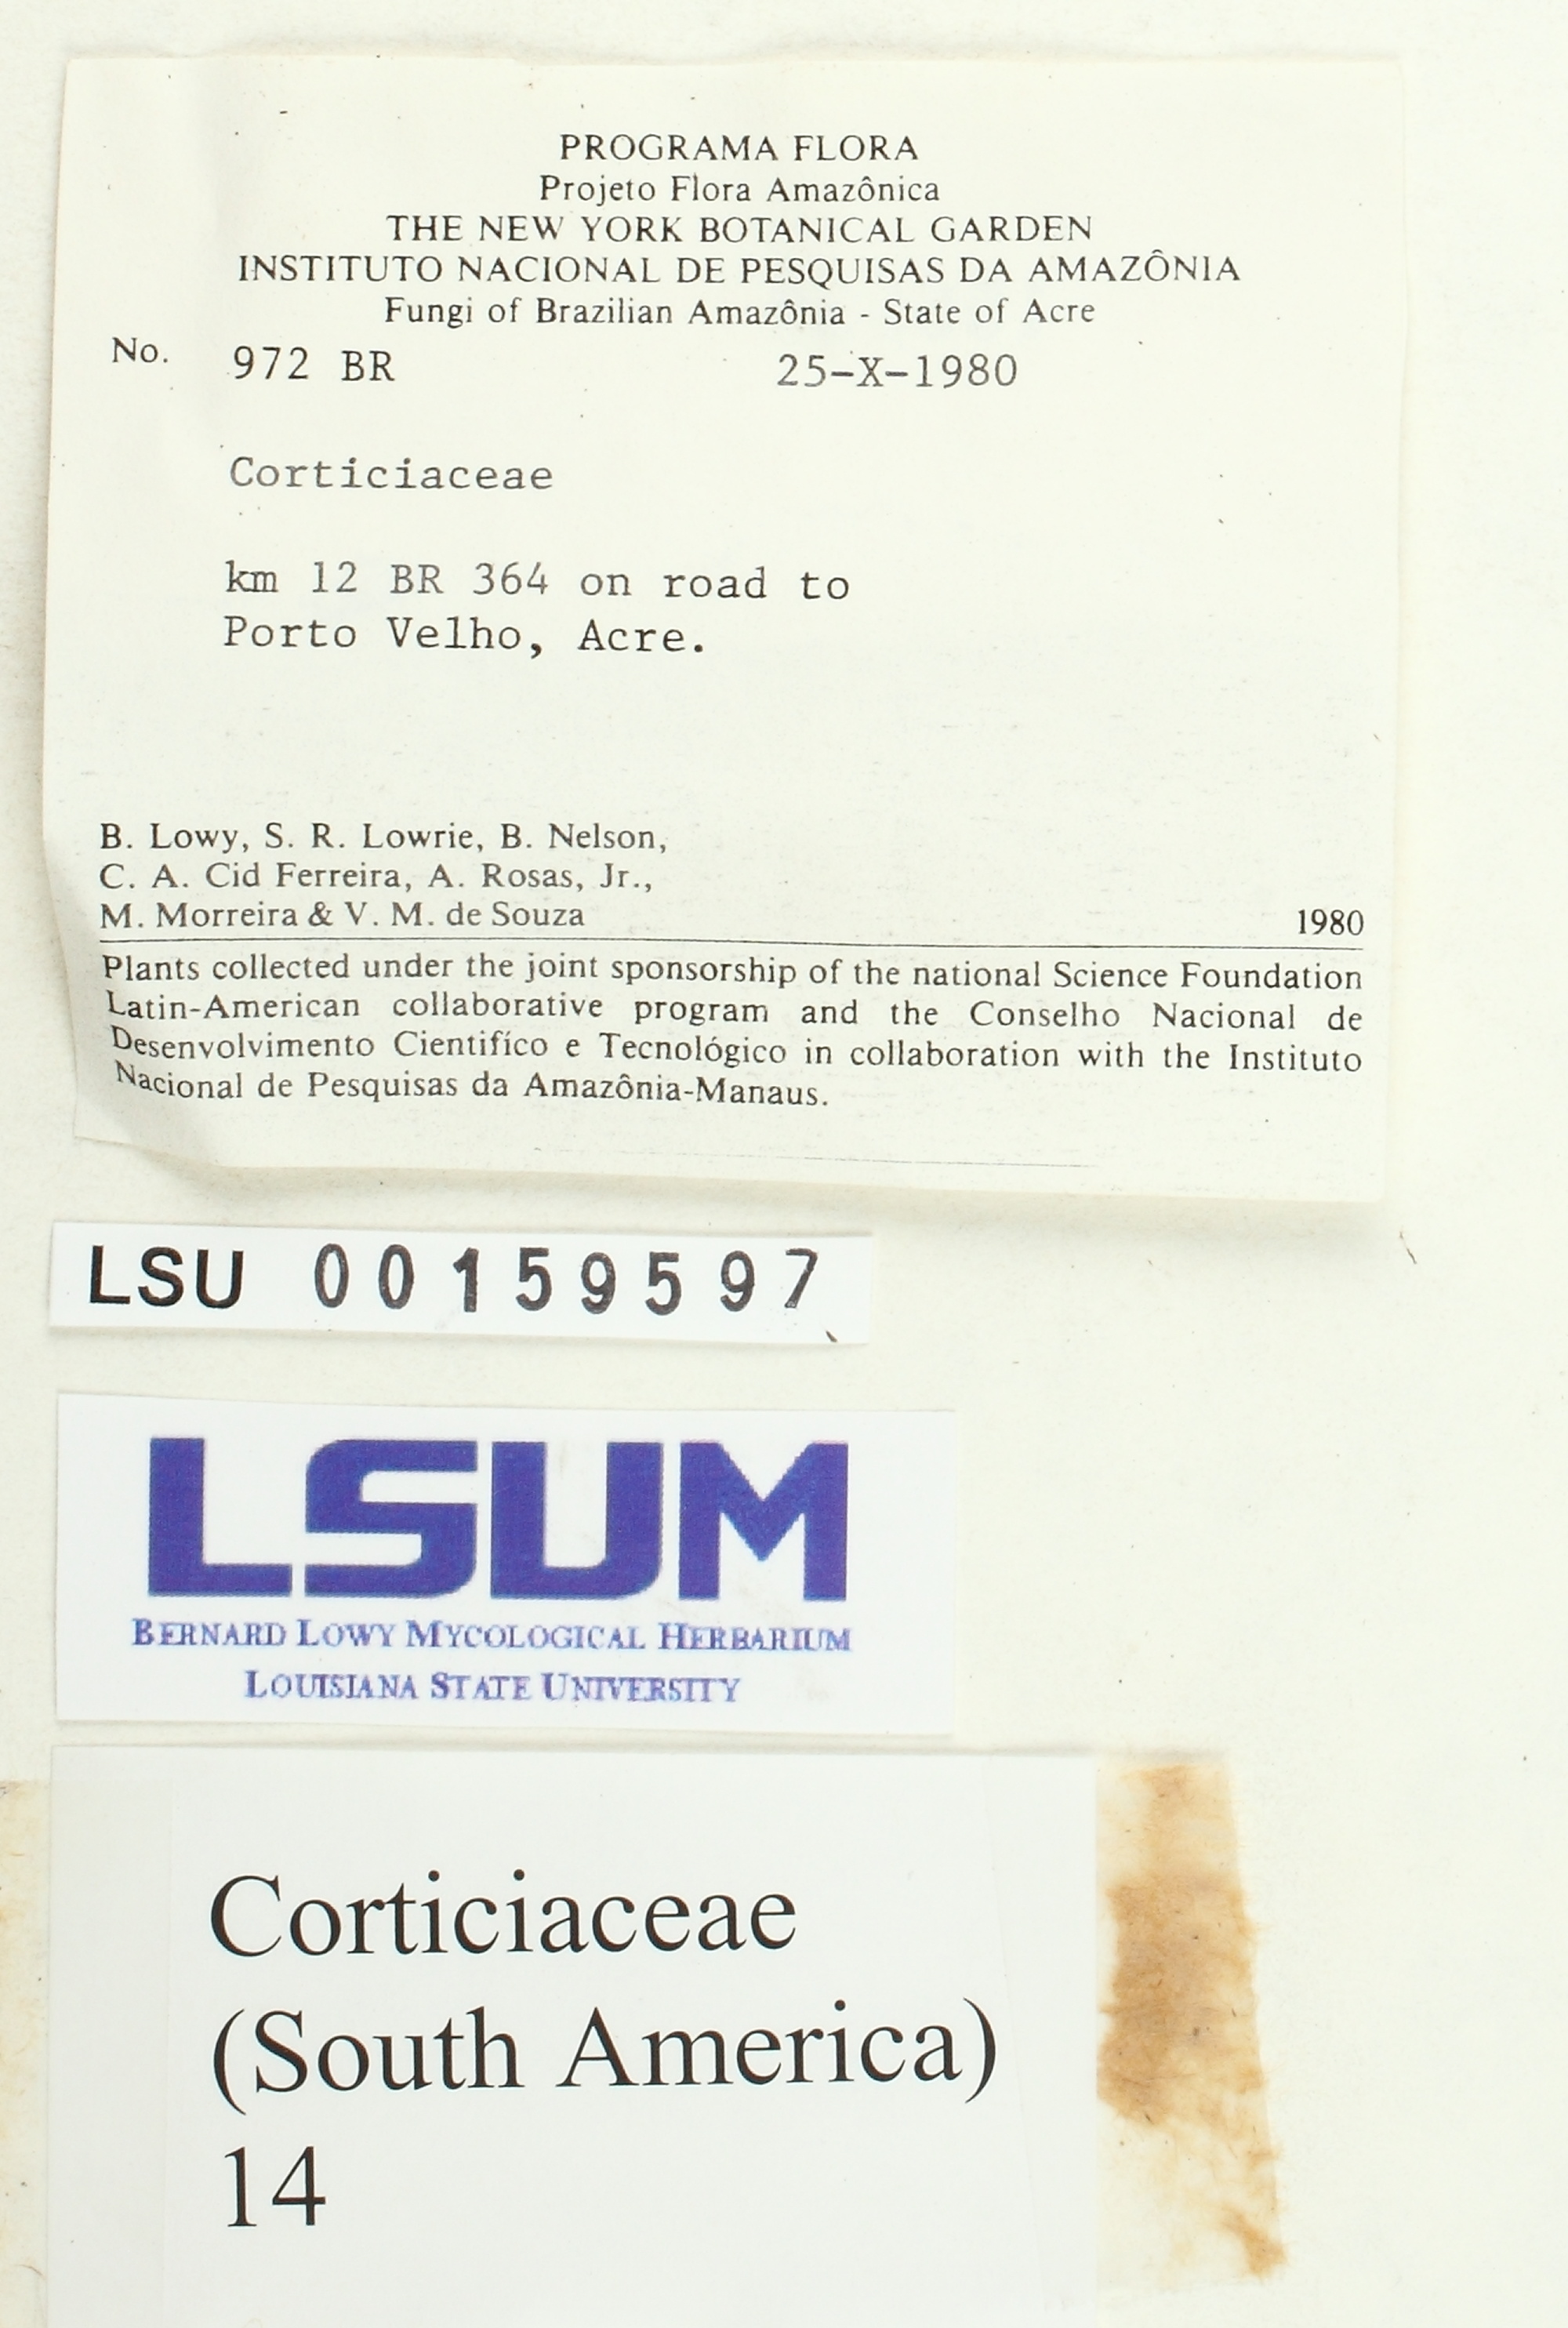 PROGRAMA FLORA
Projeto Flora Amazônica
THE NEW YORK BOTANICAL GARDEN
INSTITUTO NACIONAL DE PESQUISAS DA AMAZÔNIA
Fungi of Brazilian Amazônia - State of Acre
No. 972 BR 25-X-1980
Corticiaceae
km 12 BR 364 on road to
Porto Velho, Acre.
B. Lowy, S. R. Lowrie, B. Nelson,
C. A. Cid Ferreira, A. Rosas, Jr.,
M. Morreira & V. M. de Souza 1980
Plants collected under the joint sponsorship of the national Science Foundation
Latin-American collaborative program and the Conselho Nacional de
Desenvolvimento Cientifíco e Tecnológico in collaboration with the Instituto
Nacional de Pesquisas da Amazônia-Manaus.
LSU 00159597
LSUM
BERNARD LOWY MYCOLOGICAL HERBARIUM
LOUISIANA STATE UNIVERSITY
Corticiaceae
(South America)
14